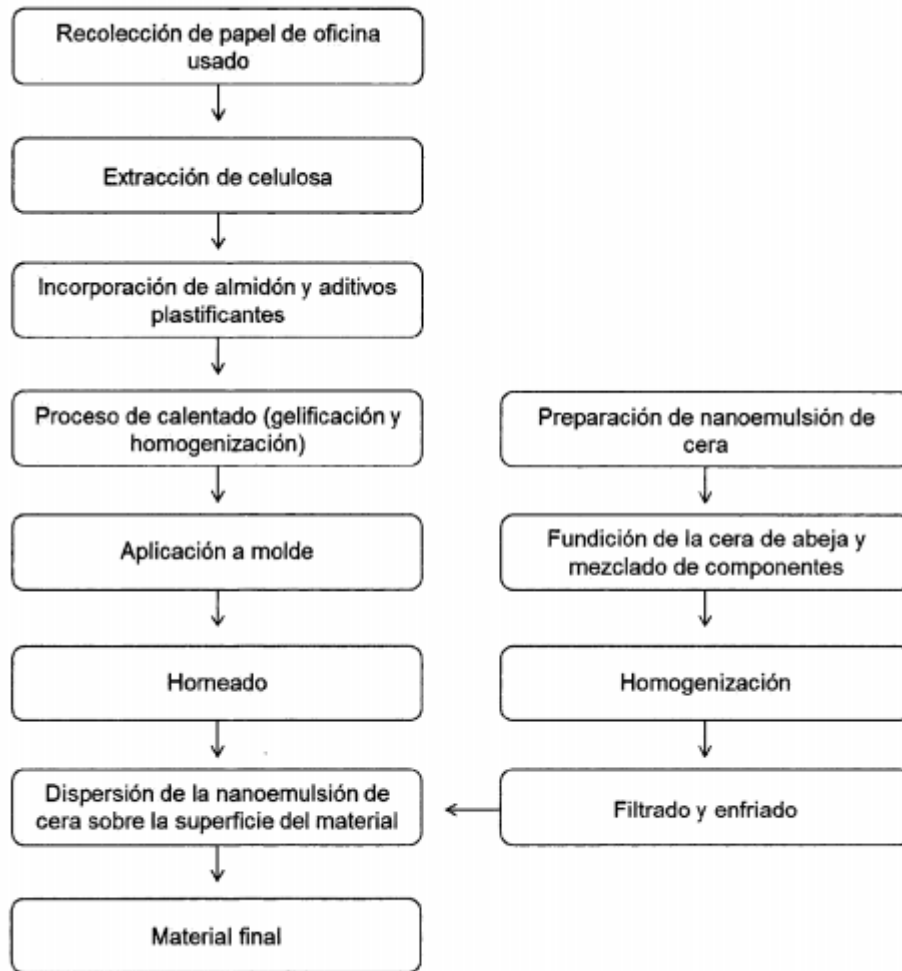 Recolección de papel de oficina
usado
Extracción de celulosa
Incorporación de almidón y aditivos
plastificantes
Proceso de calentado (gelificación y
homogenización)
Aplicación a molde
Horneado
Dispersión de la nanoemulsión de
cera sobre la superficie del material
Material final
Preparación de nanoemulsión de
cera
Fundición de la cera de abeja y
mezclado de componentes
Homogenización
Filtrado y enfriado